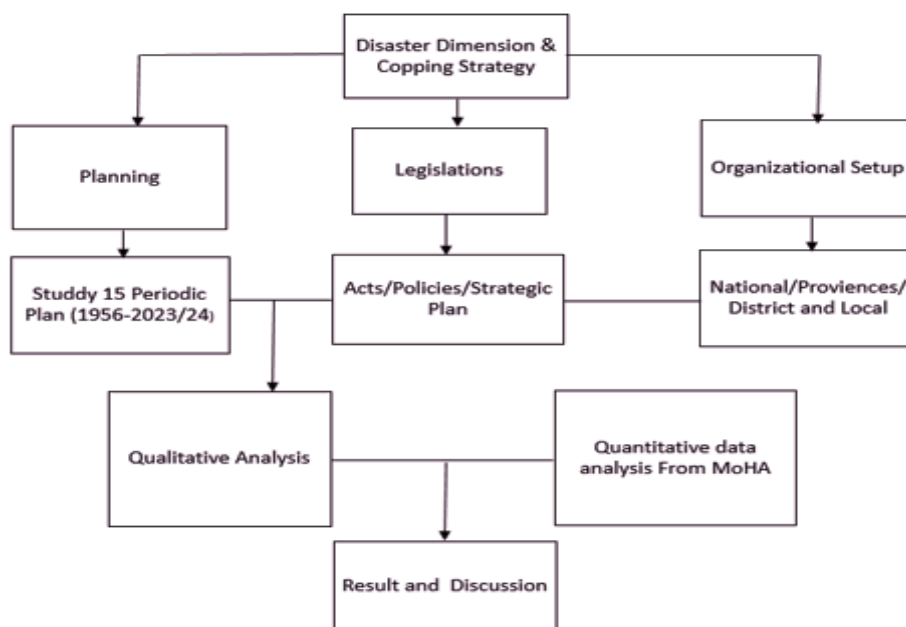 Disaster Dimension &
Copping Strategy
Planning
Legislations
Organizational Setup
Studdy 15 Periodic
Plan (1956-2023/24)
Acts/Policies/Strategic
Plan
National/Proviences/
District and Local
Qualitative Analysis
Quantitative data
analysis From MoHA
Result and Discussion